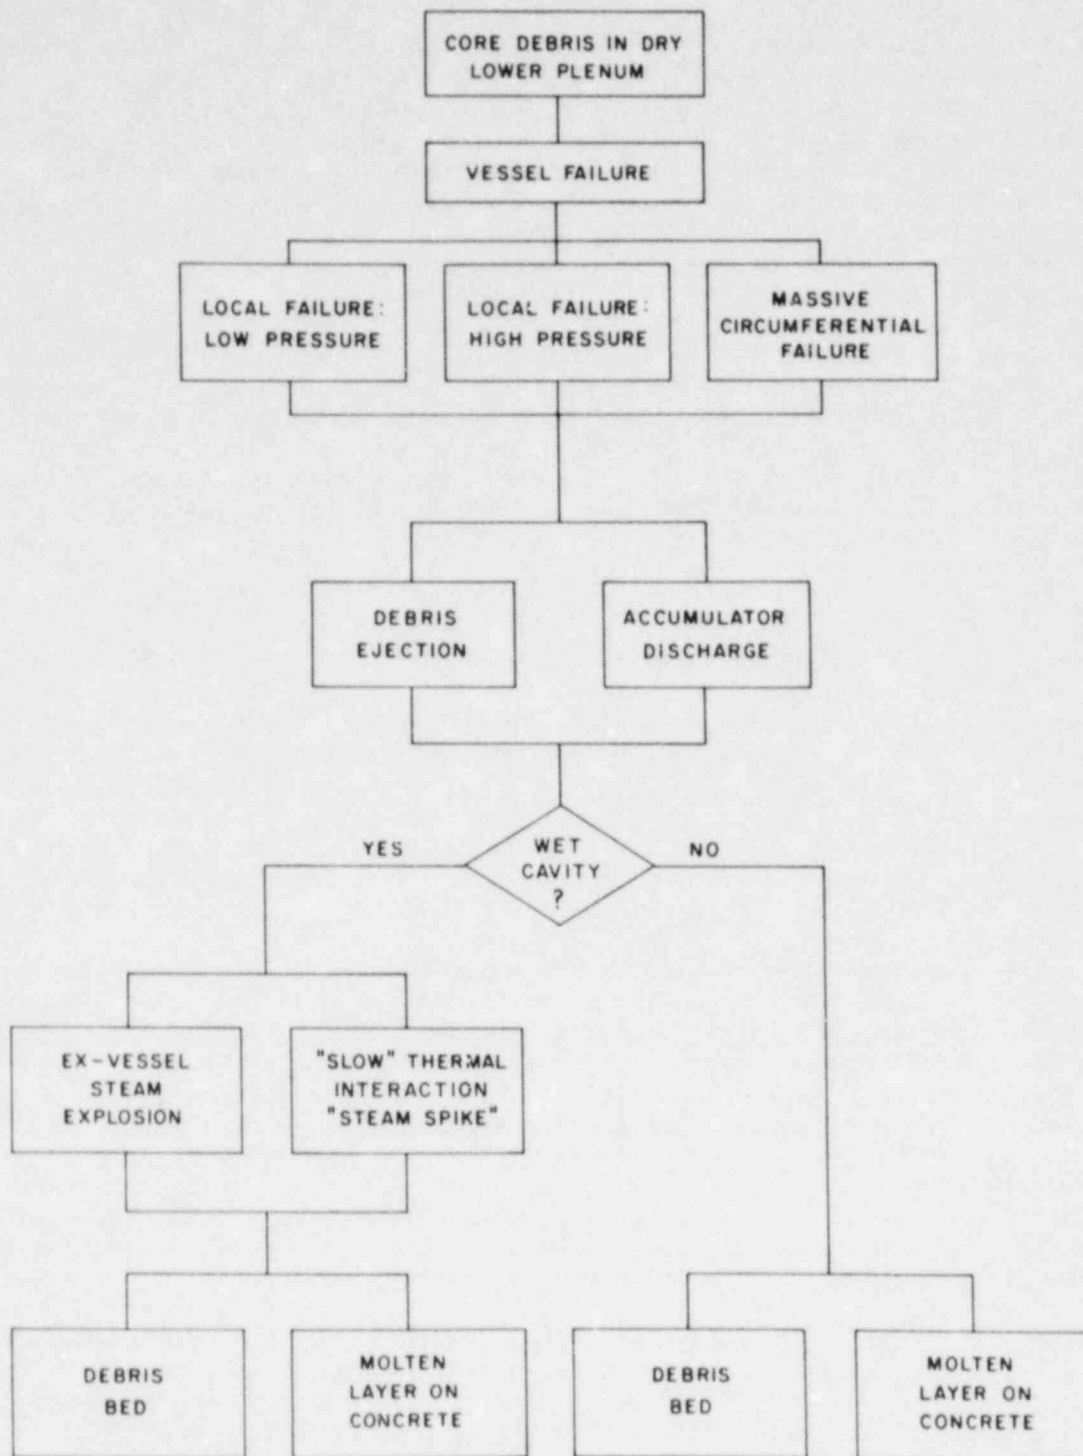 CORE DEBRIS IN DRY
LOWER PLENUM
VESSEL FAILURE
LOCAL FAILURE:
LOW PRESSURE
LOCAL FAILURE:
HIGH PRESSURE
MASSIVE
CIRCUMFERENTIAL
FAILURE
DEBRIS
EJECTION
ACCUMULATOR
DISCHARGE
YES
WET
CAVITY
?
NO
EX-VESSEL
STEAM
EXPLOSION
"SLOW" THERMAL
INTERACTION
"STEAM SPIKE"
DEBRIS
BED
MOLTEN
LAYER ON
CONCRETE
DEBRIS
BED
MOLTEN
LAYER ON
CONCRETE